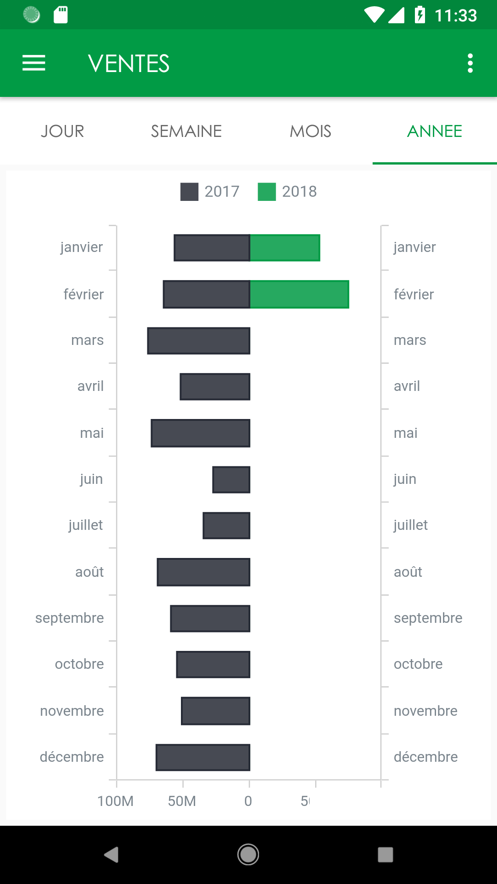 11:33
VENTES
JOUR SEMAINE MOIS ANNEE
2017 2018
janvier janvier
février février
mars mars
avril avril
mai mai
juin juin
juillet juillet
août août
septembre septembre
octobre octobre
novembre novembre
décembre décembre
100M 50M 0